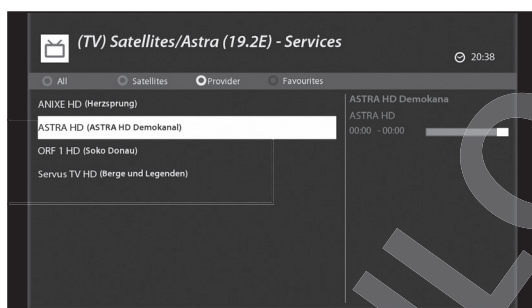 (TV) Satellites/Astra (19.2E) - Services
20:38
All Satellites Provider Favourites
ANIXE HD (Herzsprung)
ASTRA HD (ASTRA HD Demokanal)
ORF 1 HD (Soko Donau)
Servus TV HD (Berge und Legenden)
ASTRA HD Demokana
ASTRA HD
00:00 - 00:00